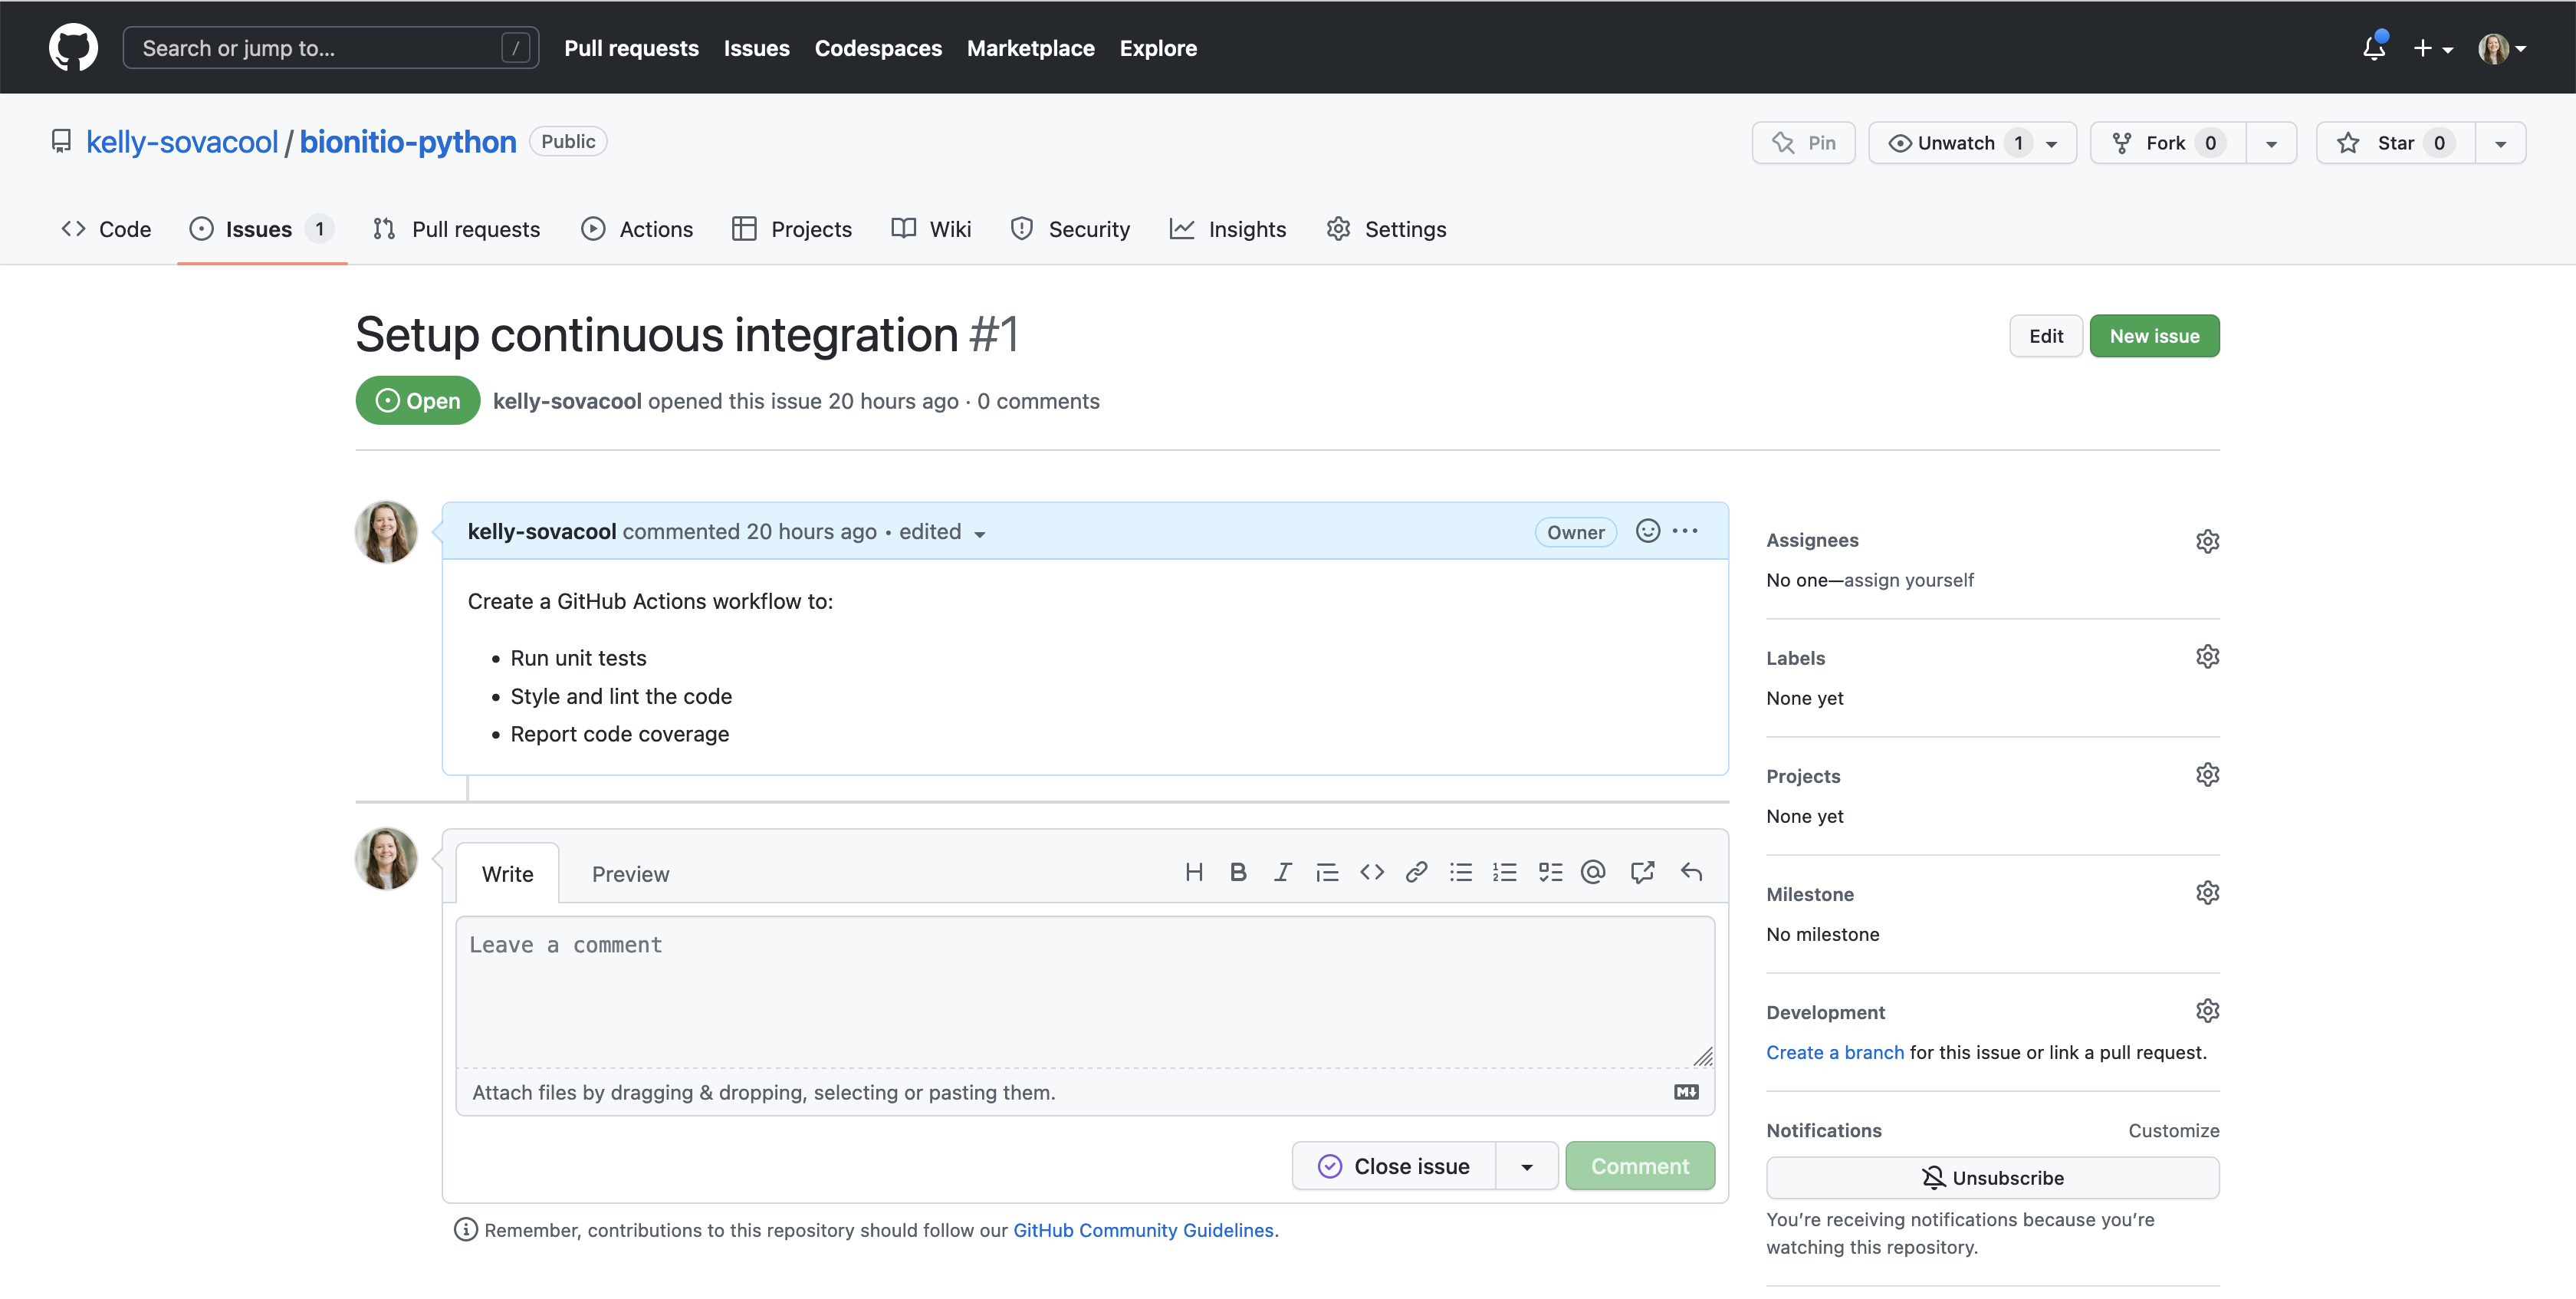 Search or jump to... / Pull requests Issues Codespaces Marketplace Explore
kelly-sovacool / bionitio-python Public Pin Unwatch 1 Fork 0 Star 0
Code Issues 1 Pull requests Actions Projects Wiki Security Insights Settings
Setup continuous integration #1 Edit New issue
Open kelly-sovacool opened this issue 20 hours ago · 0 comments
kelly-sovacool commented 20 hours ago • edited Owner
Create a GitHub Actions workflow to:
• Run unit tests
• Style and lint the code
• Report code coverage
Write Preview
Leave a comment
Attach files by dragging & dropping, selecting or pasting them.
Close issue Comment
Remember, contributions to this repository should follow our GitHub Community Guidelines.
Assignees
No one—assign yourself
Labels
None yet
Projects
None yet
Milestone
No milestone
Development
Create a branch for this issue or link a pull request.
Notifications Customize
Unsubscribe
You’re receiving notifications because you’re
watching this repository.